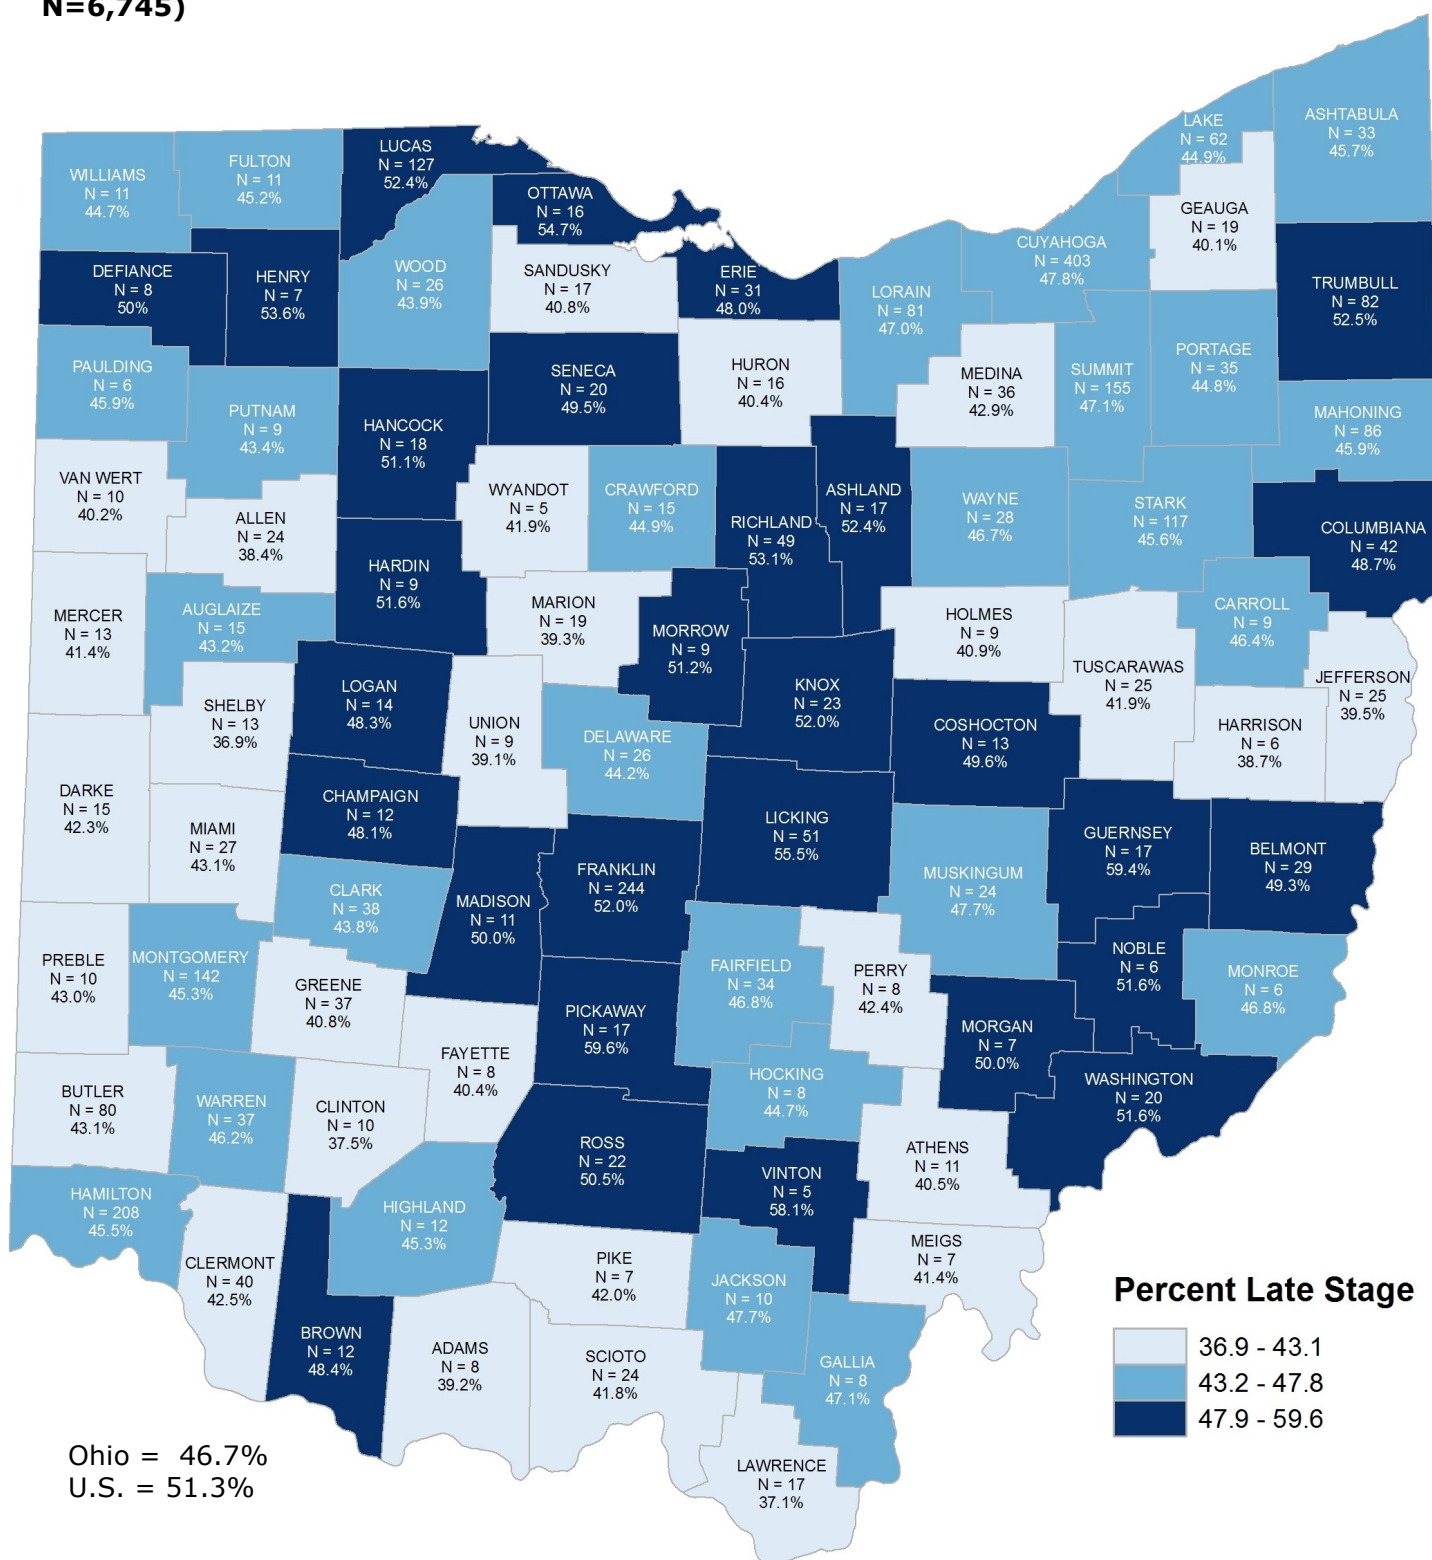 N=6,745)
LAKE
N = 62
44.9%
ASHTABULA
N = 33
45.7%
WILLIAMS
N = 11
44.7%
FULTON
N = 11
45.2%
LUCAS
N = 127
52.4%
OTTAWA
N = 16
54.7%
GEAUGA
N = 19
40.1%
DEFIANCE
N = 8
50%
HENRY
N = 7
53.6%
WOOD
N = 26
43.9%
SANDUSKY
N = 17
40.8%
ERIE
N = 31
48.0%
LORAIN
N = 81
47.0%
CUYAHOGA
N = 403
47.8%
TRUMBULL
N = 82
52.5%
PAULDING
N = 6
45.9%
PUTNAM
N = 9
43.4%
HANCOCK
N = 18
51.1%
SENECA
N = 20
49.5%
HURON
N = 16
40.4%
MEDINA
N = 36
42.9%
SUMMIT
N = 155
47.1%
PORTAGE
N = 35
44.8%
MAHONING
N = 86
45.9%
VAN WERT
N = 10
40.2%
ALLEN
N = 24
38.4%
WYANDOT
N = 5
41.9%
CRAWFORD
N = 15
44.9%
RICHLAND
N = 49
53.1%
ASHLAND
N = 17
52.4%
WAYNE
N = 28
46.7%
STARK
N = 117
45.6%
COLUMBIANA
N = 42
48.7%
HARDIN
N = 9
51.6%
MERCER
N = 13
41.4%
AUGLAIZE
N = 15
43.2%
MARION
N = 19
39.3%
MORROW
N = 9
51.2%
HOLMES
N = 9
40.9%
CARROLL
N = 9
46.4%
TUSCARAWAS
N = 25
41.9%
JEFFERSON
N = 25
39.5%
SHELBY
N = 13
36.9%
LOGAN
N = 14
48.3%
UNION
N = 9
39.1%
DELAWARE
N = 26
44.2%
KNOX
N = 23
52.0%
COSHOCTON
N = 13
49.6%
HARRISON
N = 6
38.7%
DARKE
N = 15
42.3%
MIAMI
N = 27
43.1%
CHAMPAIGN
N = 12
48.1%
LICKING
N = 51
55.5%
GUERNSEY
N = 17
59.4%
BELMONT
N = 29
49.3%
CLARK
N = 38
43.8%
MADISON
N = 11
50.0%
FRANKLIN
N = 244
52.0%
MUSKINGUM
N = 24
47.7%
PREBLE
N = 10
43.0%
MONTGOMERY
N = 142
45.3%
GREENE
N = 37
40.8%
FAIRFIELD
N = 34
46.8%
PERRY
N = 8
42.4%
NOBLE
N = 6
51.6%
MONROE
N = 6
46.8%
PICKAWAY
N = 17
59.6%
MORGAN
N = 7
50.0%
FAYETTE
N = 8
40.4%
BUTLER
N = 80
43.1%
WARREN
N = 37
46.2%
CLINTON
N = 10
37.5%
HOCKING
N = 8
44.7%
WASHINGTON
N = 20
51.6%
ROSS
N = 22
50.5%
ATHENS
N = 11
40.5%
VINTON
N = 5
58.1%
HAMILTON
N = 208
45.5%
HIGHLAND
N = 12
45.3%
CLERMONT
N = 40
42.5%
PIKE
N = 7
42.0%
JACKSON
N = 10
47.7%
MEIGS
N = 7
41.4%
BROWN
N = 12
48.4%
ADAMS
N = 8
39.2%
SCIOTO
N = 24
41.8%
GALLIA
N = 8
47.1%
LAWRENCE
N = 17
37.1%
Percent Late Stage
36.9 - 43.1
43.2 - 47.8
47.9 - 59.6
Ohio = 46.7%
U.S. = 51.3%